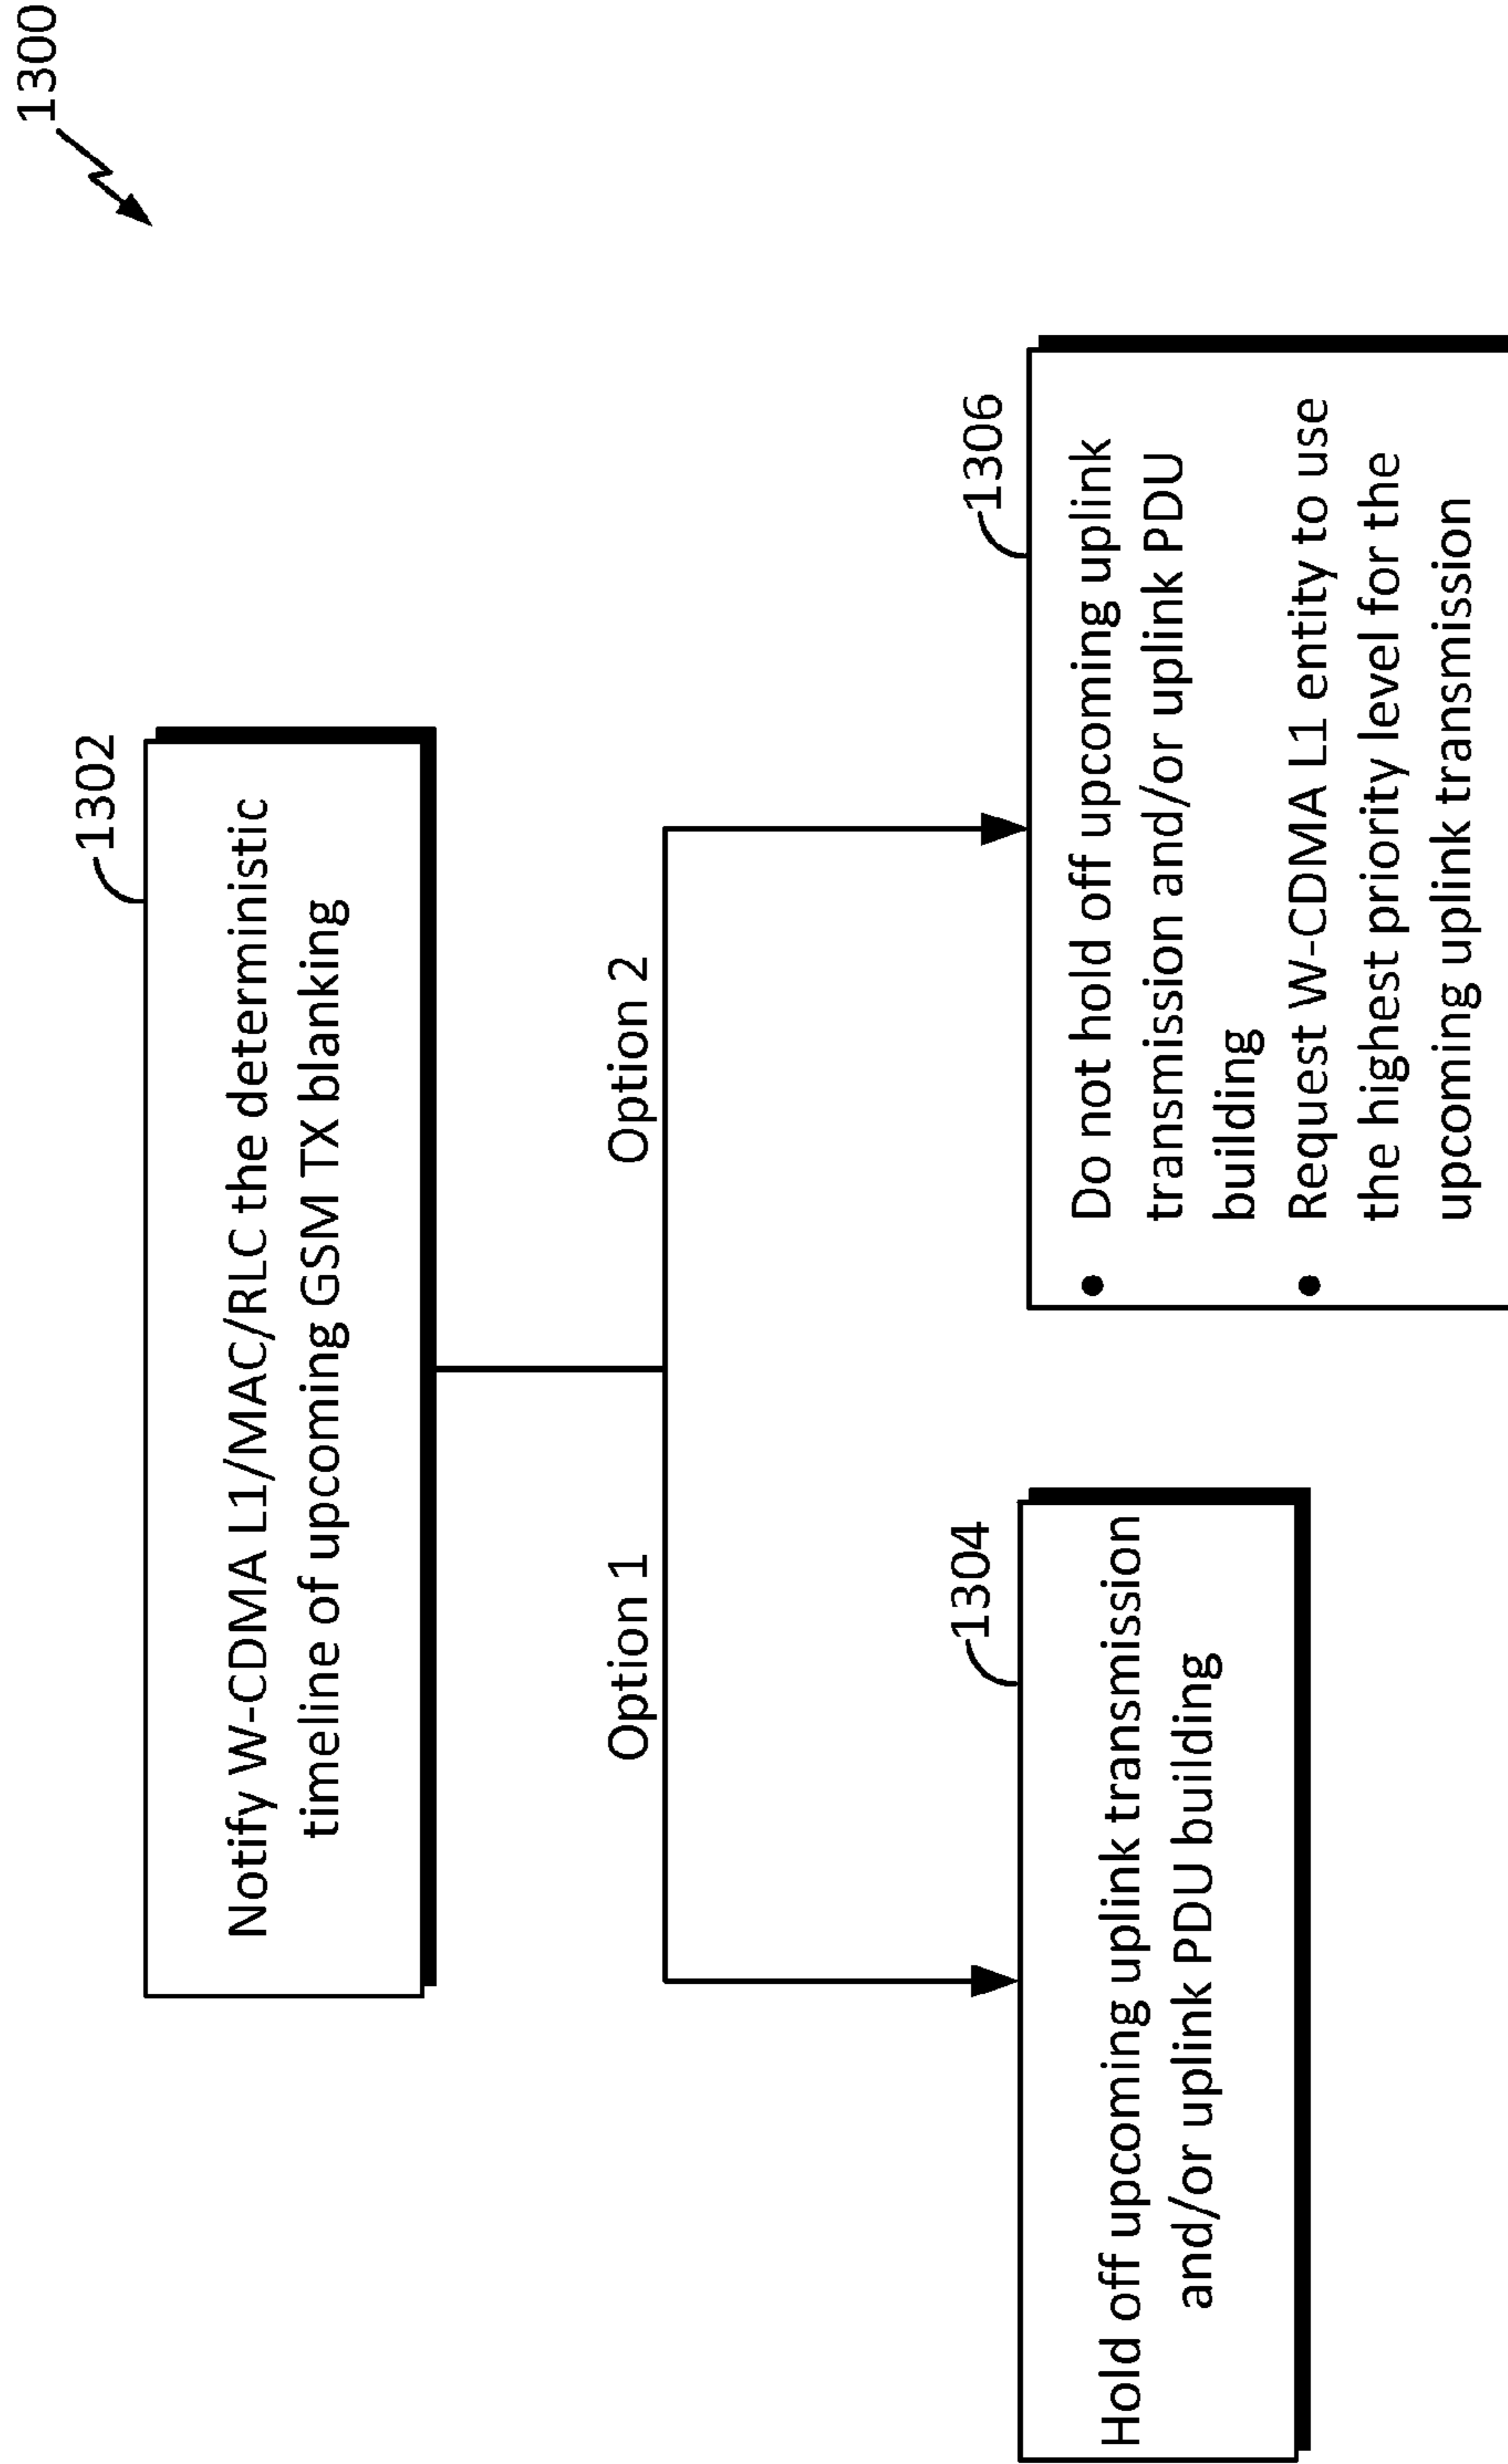 1300
1302
Notify W-CDMA L1/MAC/RLC the deterministic
timeline of upcoming GSM TX blanking
Option 1
Option 2
1304
Hold off upcoming uplink transmission
and/or uplink PDU building
1306
• Do not hold off upcoming uplink
transmission and/or uplink PDU
building
• Request W-CDMA L1 entity to use
the highest priority level for the
upcoming uplink transmission